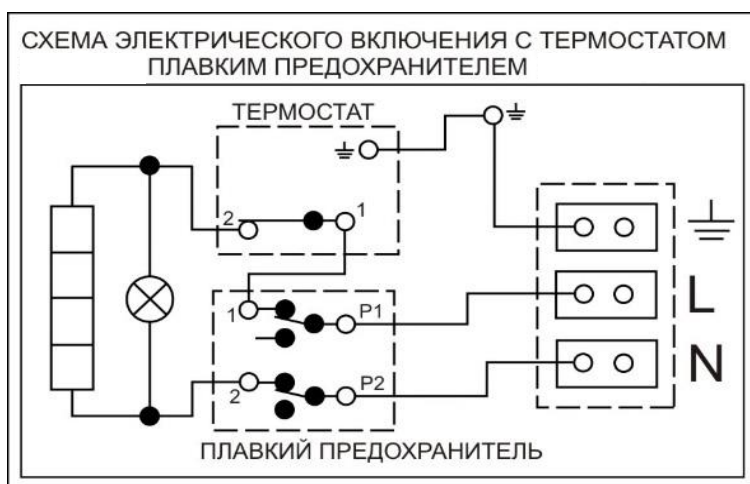 СХЕМА ЭЛЕКТРИЧЕСКОГО ВКЛЮЧЕНИЯ С ТЕРМОСТАТОМ
ПЛАВКИМ ПРЕДОХРАНИТЕЛЕМ
ТЕРМОСТАТ
2
1
1
P1
L
2
P2
N
ПЛАВКИЙ ПРЕДОХРАНИТЕЛЬ